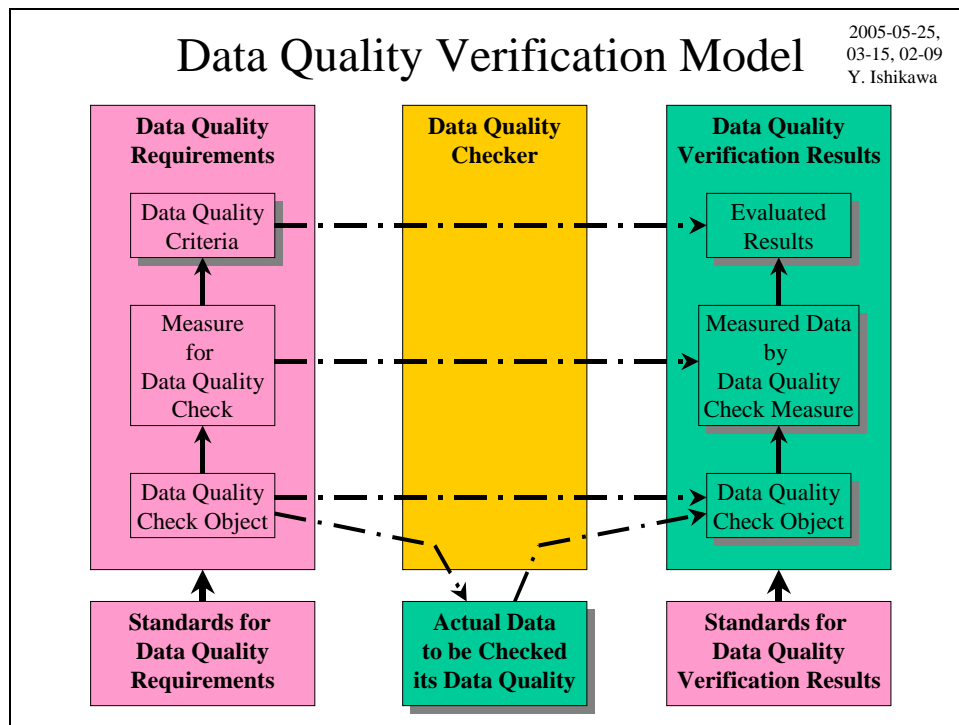 Data Quality Verification Model
2005-05-25,
03-15, 02-09
Y. Ishikawa
Data Quality
Requirements
Data Quality
Criteria
Measure
for
Data Quality
Check
Data Quality
Check Object
Standards for
Data Quality
Requirements
Data Quality
Checker
Actual Data
to be Checked
its Data Quality
Data Quality
Verification Results
Evaluated
Results
Measured Data
by
Data Quality
Check Measure
Data Quality
Check Object
Standards for
Data Quality
Verification Results